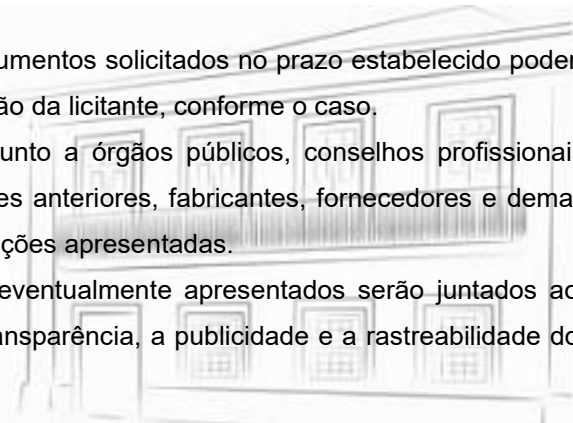 umentos solicitados no prazo estabelecido poder
ão da licitante, conforme o caso.
unto a órgãos públicos, conselhos profissionai
es anteriores, fabricantes, fornecedores e dema
ções apresentadas.
eventualmente apresentados serão juntados ao
ansparência, a publicidade e a rastreabilidade do